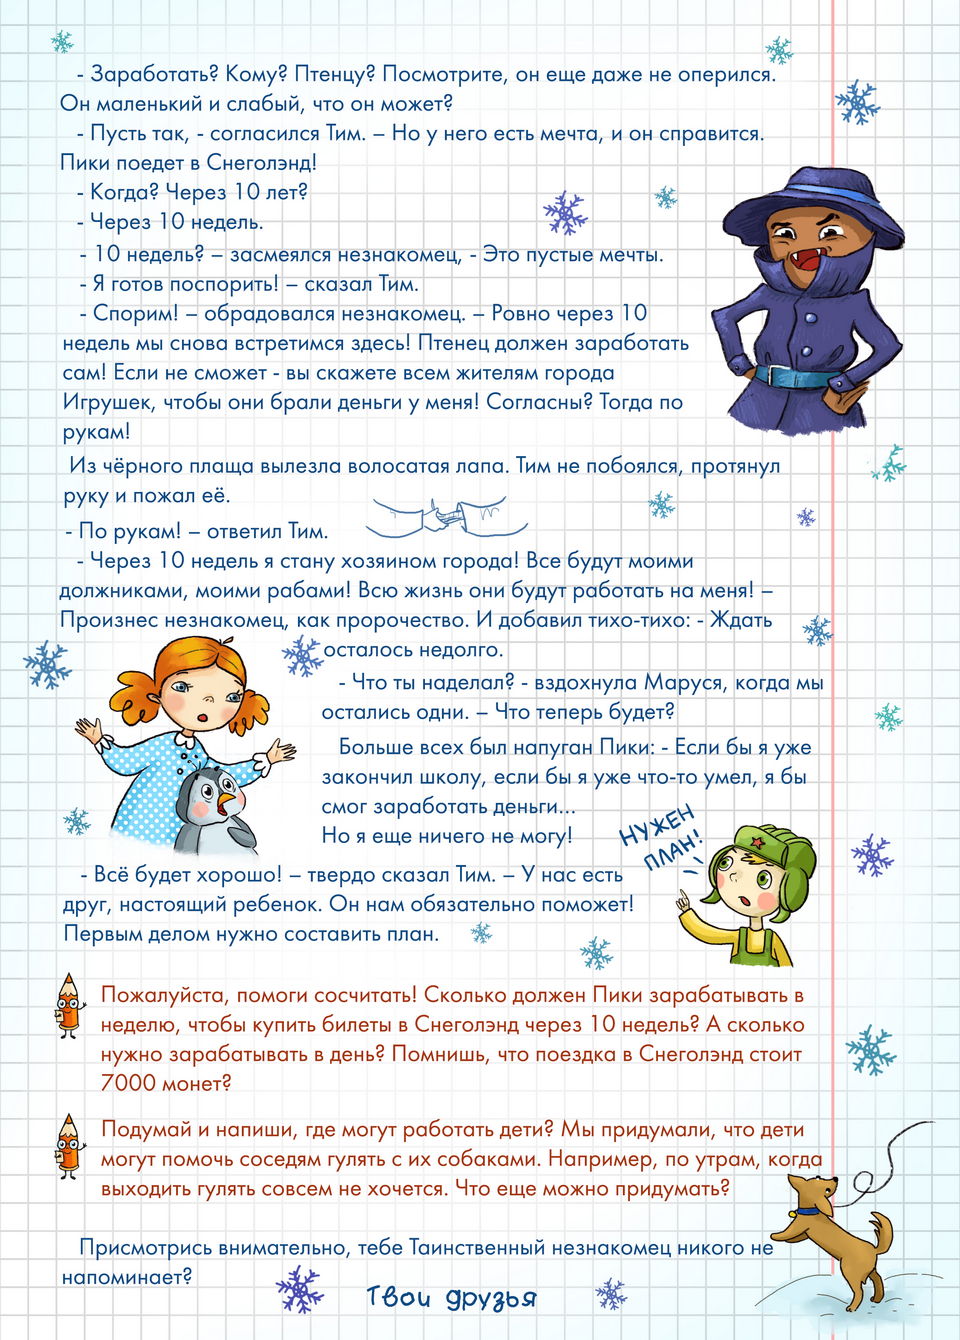 - Заработать? Кому? Птенцу? Посмотрите, он еще даже не оперился.
Он маленький и слабый, что он может?
- Пусть так, - согласился Тим. – Но у него есть мечта, и он справится.
Пики поедет в Снеголэнд!
- Когда? Через 10 лет?
- Через 10 недель.
- 10 недель? – засмеялся незнакомец, - Это пустые мечты.
- Я готов поспорить! – сказал Тим.
- Спорим! – обрадовался незнакомец. – Ровно через 10
недель мы снова встретимся здесь! Птенец должен заработать
сам! Если не сможет - вы скажете всем жителям города
Игрушек, чтобы они брали деньги у меня! Согласны? Тогда по
рукам!
Из чёрного плаща вылезла волосатая лапа. Тим не побоялся, протянул
руку и пожал её.
- По рукам! – ответил Тим.
- Через 10 недель я стану хозяином города! Все будут моими
должниками, моими рабами! Всю жизнь они будут работать на меня! –
Произнес незнакомец, как пророчество. И добавил тихо-тихо: - Ждать
осталось недолго.
- Что ты наделал? - вздохнула Маруся, когда мы
остались одни. – Что теперь будет?
Больше всех был напуган Пики: - Если бы я уже
закончил школу, если бы я уже что-то умел, я бы
смог заработать деньги...
Но я еще ничего не могу!
НУЖЕН
ПЛАН!
- Всё будет хорошо! – твердо сказал Тим. – У нас есть
друг, настоящий ребенок. Он нам обязательно поможет!
Первым делом нужно составить план.
Пожалуйста, помоги сосчитать! Сколько должен Пики зарабатывать в
неделю, чтобы купить билеты в Снеголэнд через 10 недель? А сколько
нужно зарабатывать в день? Помнишь, что поездка в Снеголэнд стоит
7000 монет?
Подумай и напиши, где могут работать дети? Мы придумали, что дети
могут помочь соседям гулять с их собаками. Например, по утрам, когда
выходить гулять совсем не хочется. Что еще можно придумать?
Присмотрись внимательно, тебе Таинственный незнакомец никого не
напоминает?
Твои друзья